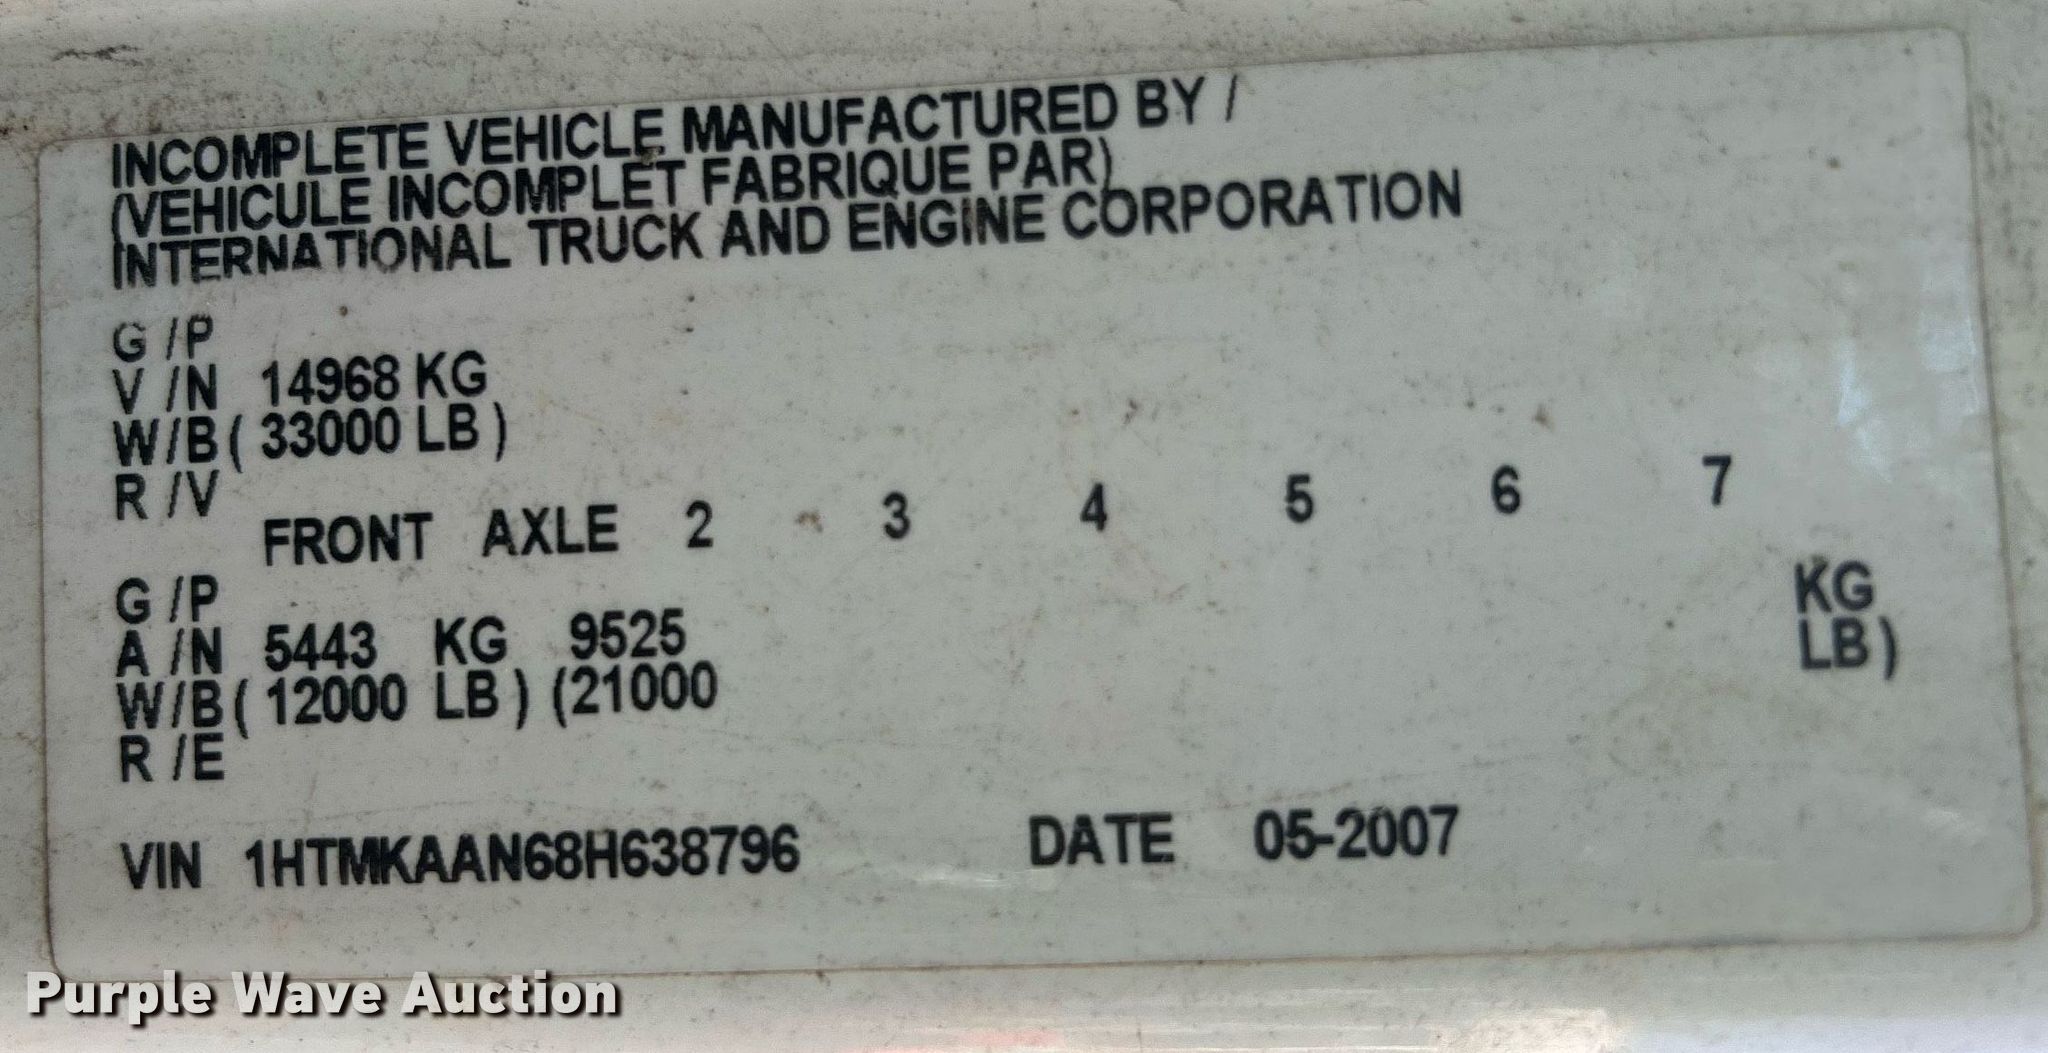 INCOMPLETE VEHICLE MANUFACTURED BY /
(VEHICULE INCOMPLET FABRIQUE PAR)
INTERNATIONAL TRUCK AND ENGINE CORPORATION
G /P
V /N 14968 KG
W/B ( 33000 LB )
R /V
FRONT AXLE 2 3 4 5 6 7
G /P
A /N 5443 KG 9525 KG
W/B ( 12000 LB ) (21000 LB )
R /E
VIN 1HTMKAAN68H638796 DATE 05-2007
Purple Wave Auction